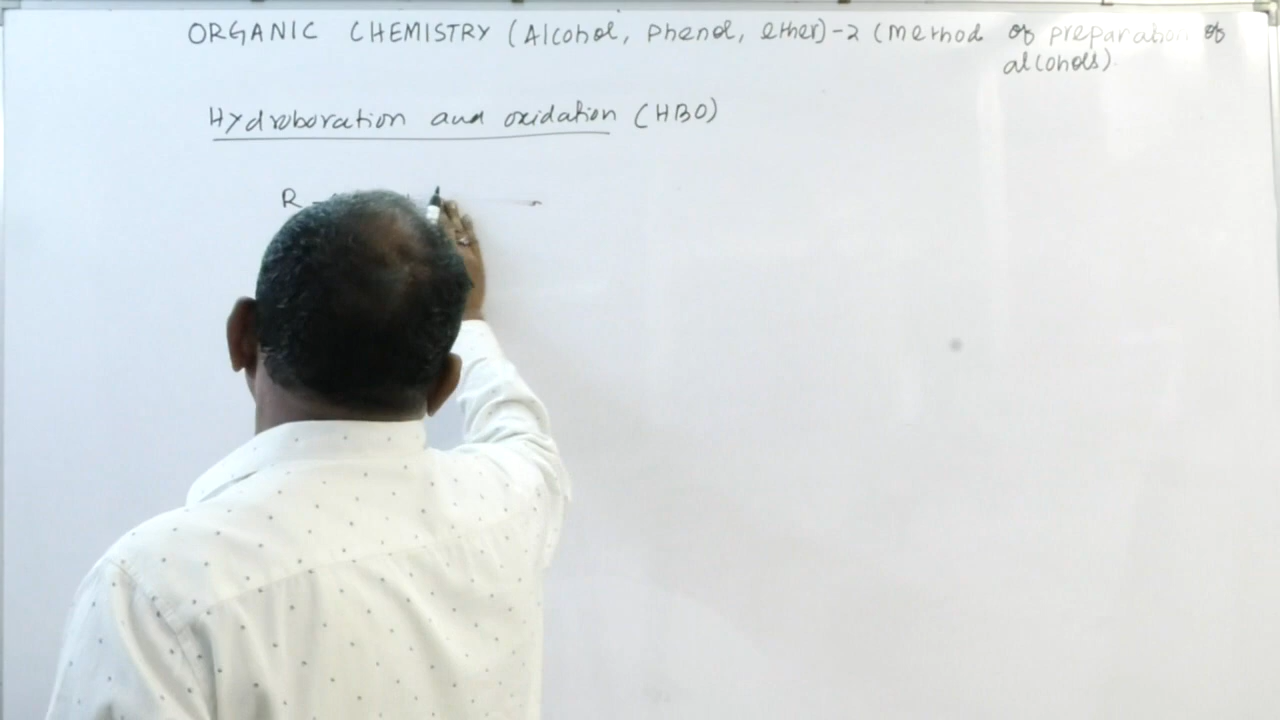 ORGANIC CHEMISTRY (Alcohol, Phenol, ether)-2 (Method of preparation of
alcohols).
Hydroboration and oxidation (HBO)
R-